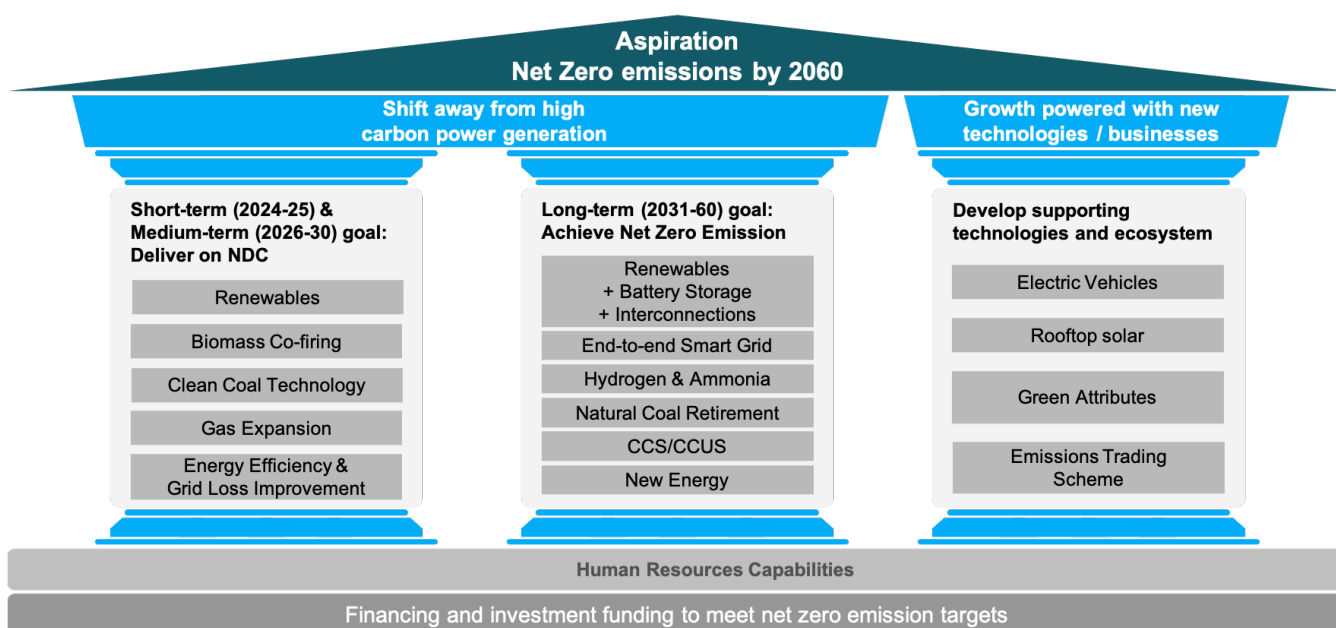 Aspiration
Net Zero emissions by 2060
Shift away from high
carbon power generation
Growth powered with new
technologies / businesses
Short-term (2024-25) &
Medium-term (2026-30) goal:
Deliver on NDC
Renewables
Biomass Co-firing
Clean Coal Technology
Gas Expansion
Energy Efficiency &
Grid Loss Improvement
Long-term (2031-60) goal:
Achieve Net Zero Emission
Renewables
+ Battery Storage
+ Interconnections
End-to-end Smart Grid
Hydrogen & Ammonia
Natural Coal Retirement
CCS/CCUS
New Energy
Develop supporting
technologies and ecosystem
Electric Vehicles
Rooftop solar
Green Attributes
Emissions Trading
Scheme
Human Resources Capabilities
Financing and investment funding to meet net zero emission targets